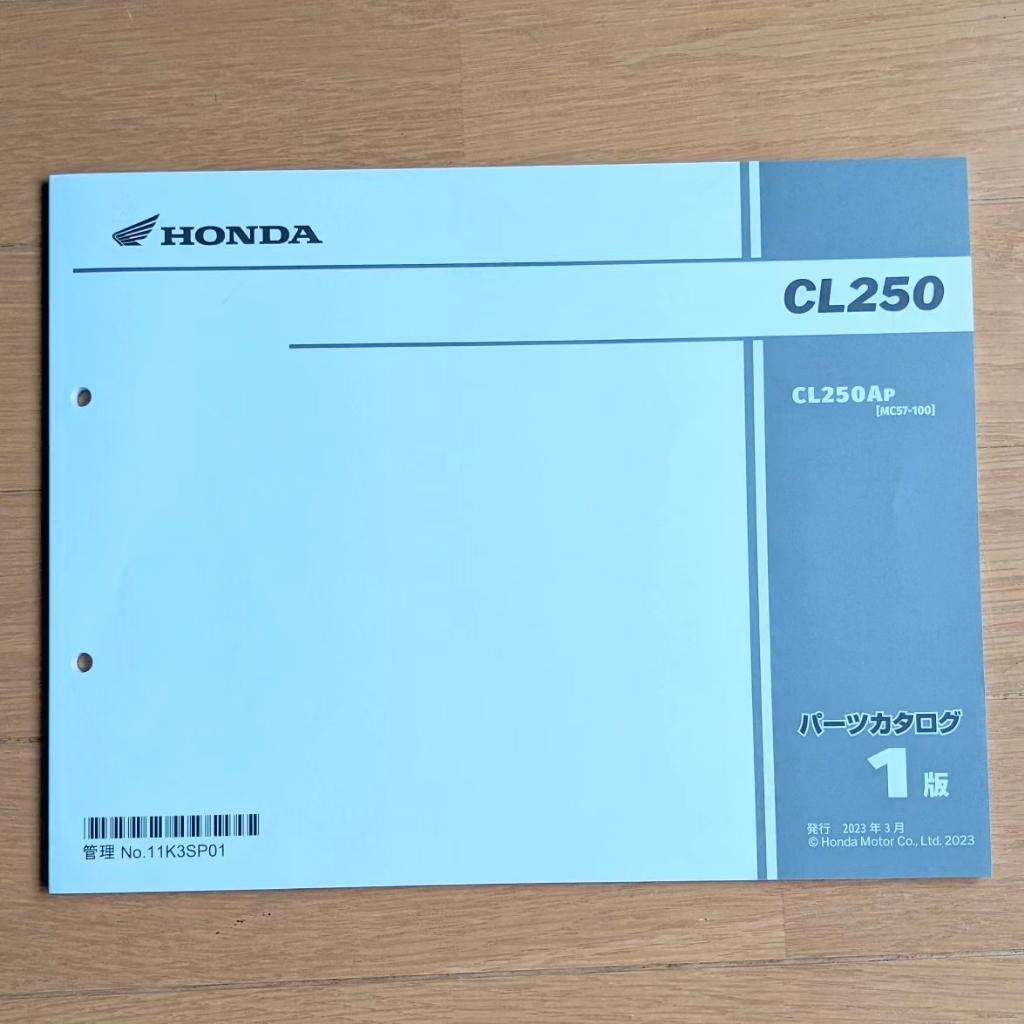 HONDA
CL250
CL250AP
[MC57-100]
パーツカタログ
1版
発行 2023年3月
© Honda Motor Co., Ltd. 2023
管理 No.11K3SP01